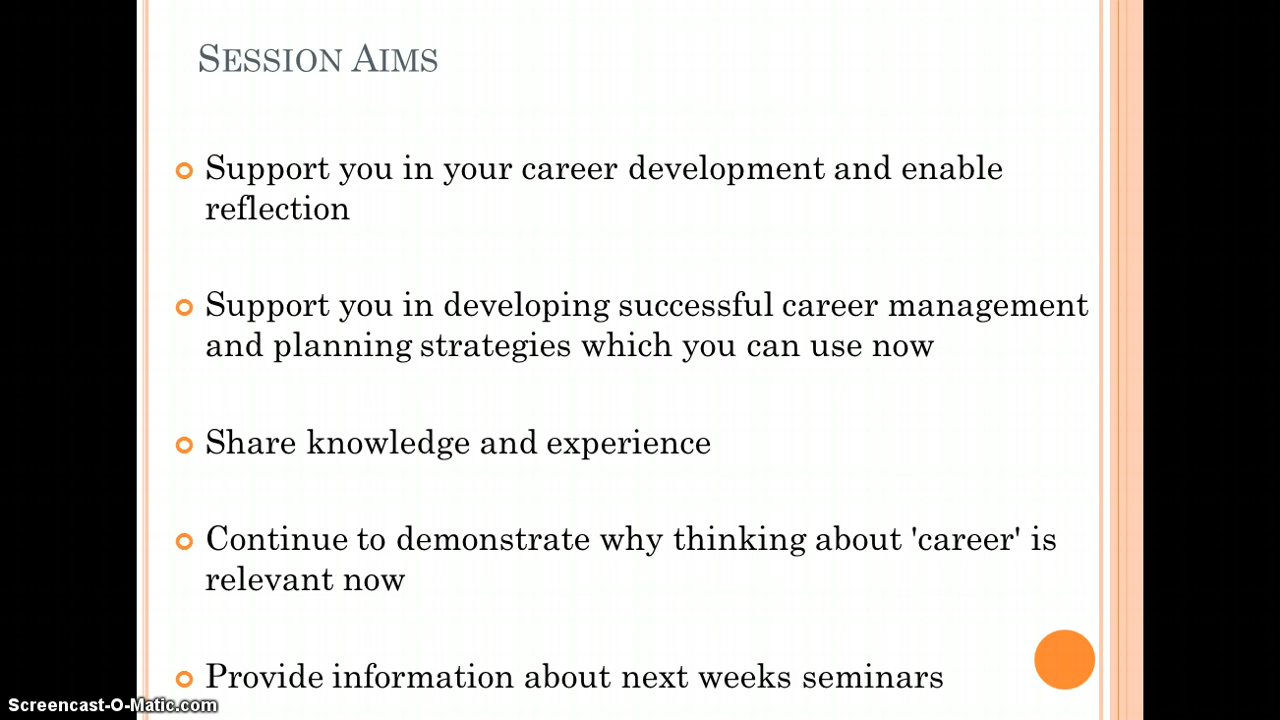 Session Aims
Support you in your career development and enable
reflection
Support you in developing successful career management
and planning strategies which you can use now
Share knowledge and experience
Continue to demonstrate why thinking about 'career' is
relevant now
Provide information about next weeks seminars
Screencast-O-Matic.com